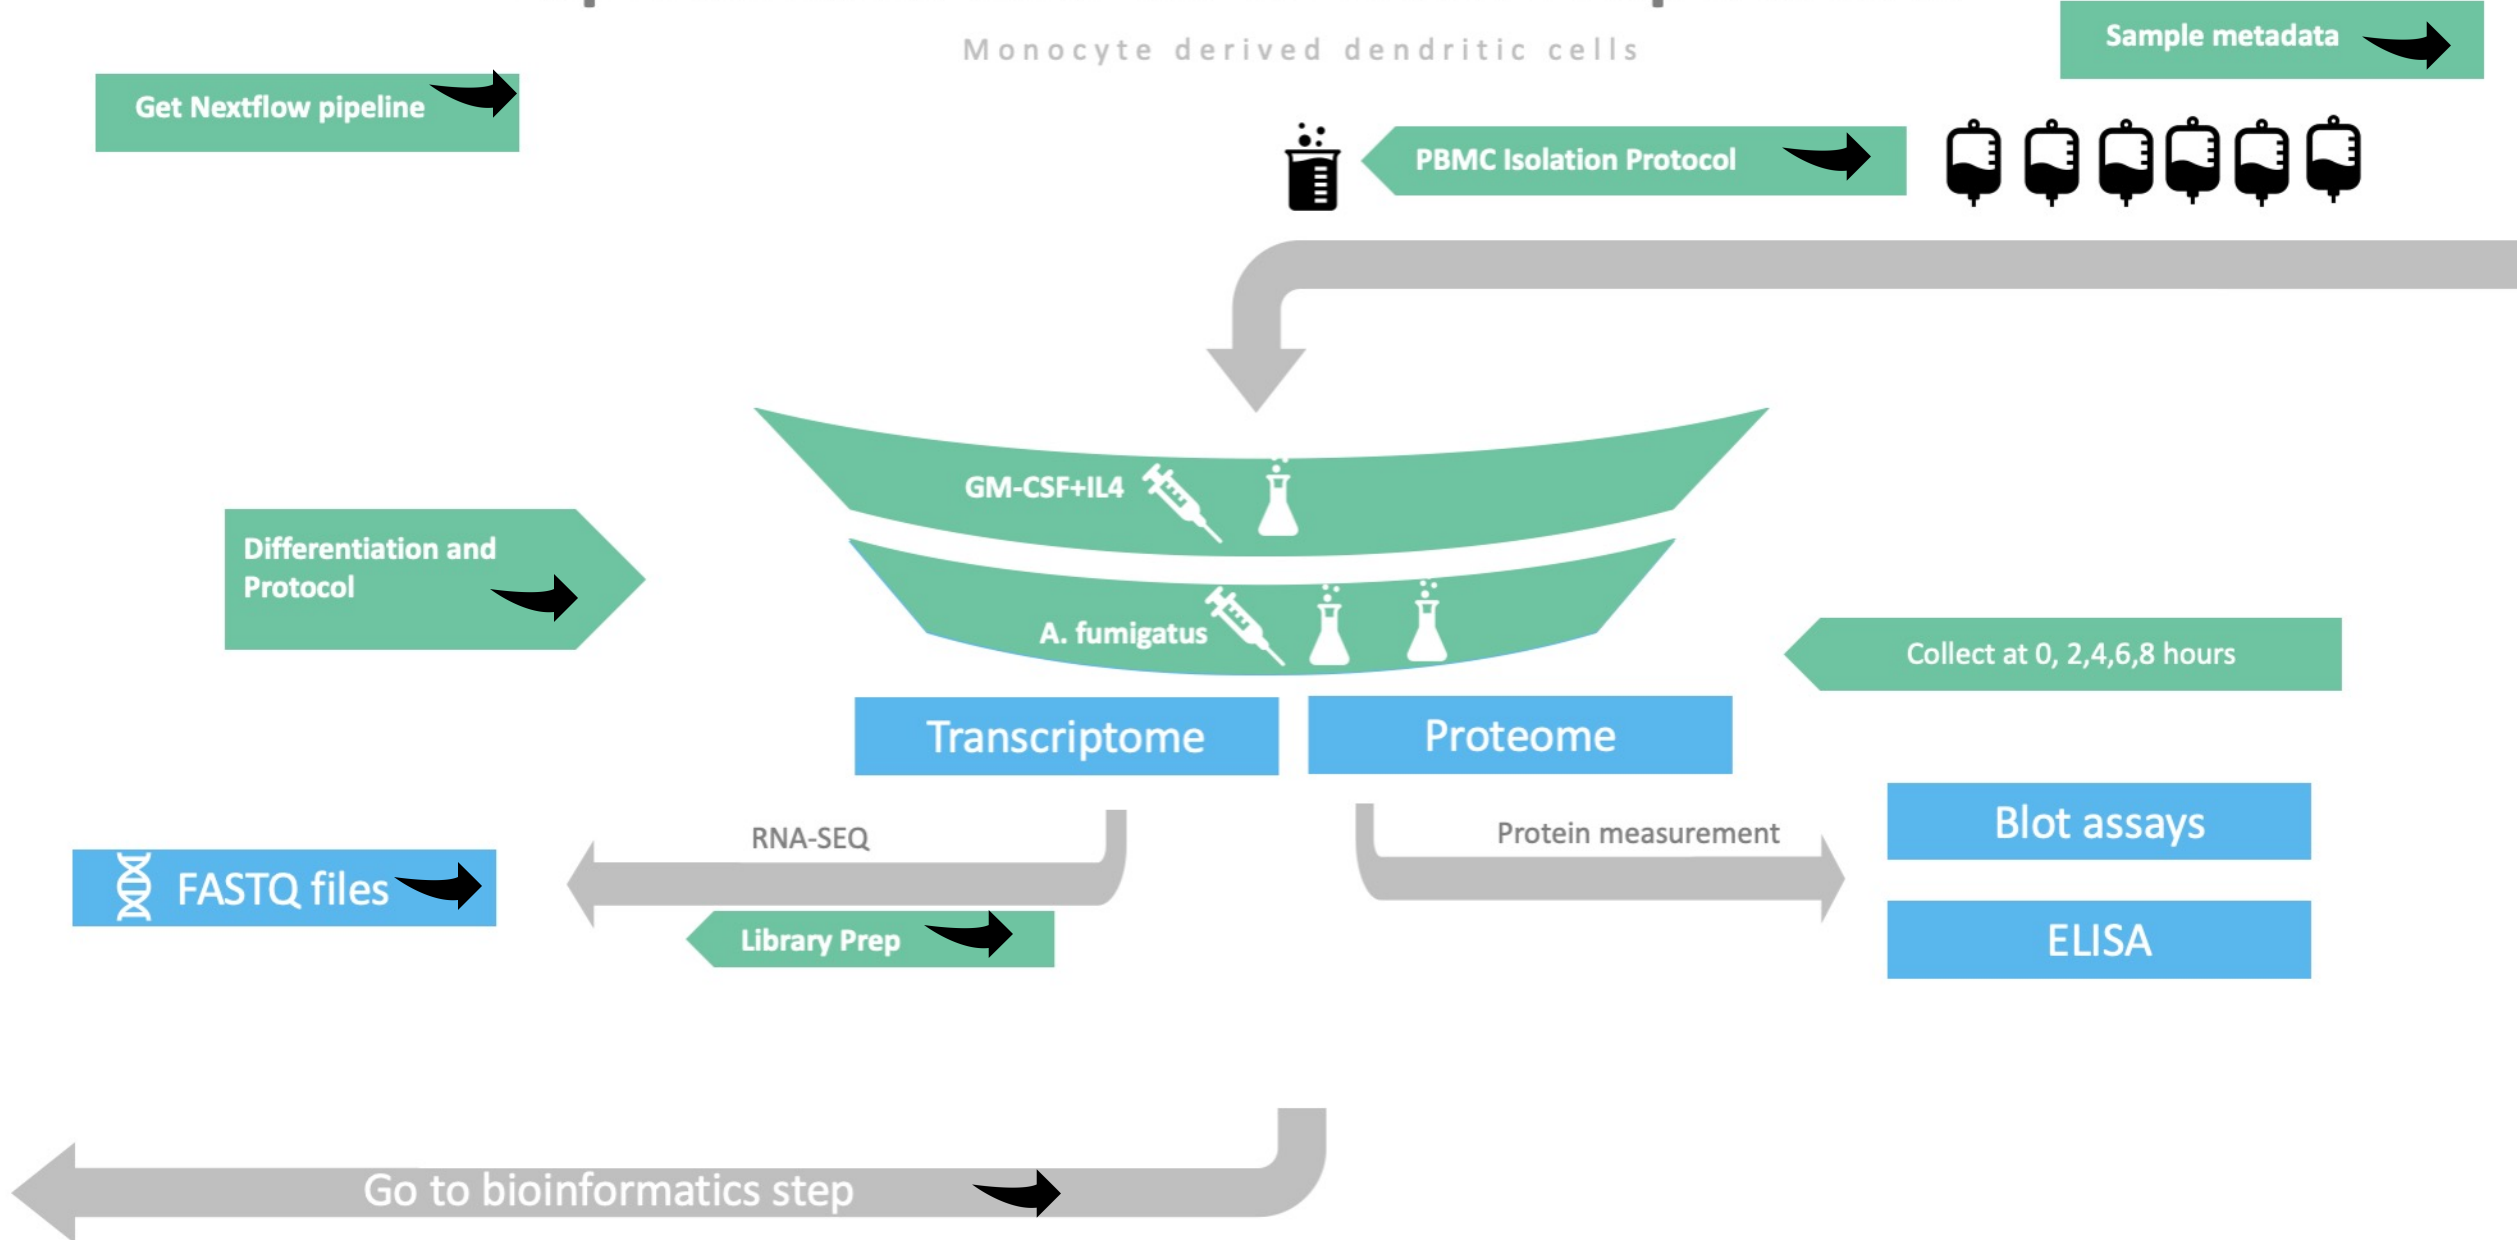 Monocyte derived dendritic cells
Sample metadata
Get Nextflow pipeline
PBMC Isolation Protocol
GM-CSF+IL4
Differentiation and
Protocol
A. fumigatus
Collect at 0, 2,4,6,8 hours
Transcriptome
Proteome
RNA-SEQ
Protein measurement
Blot assays
FASTQ files
Library Prep
ELISA
Go to bioinformatics step